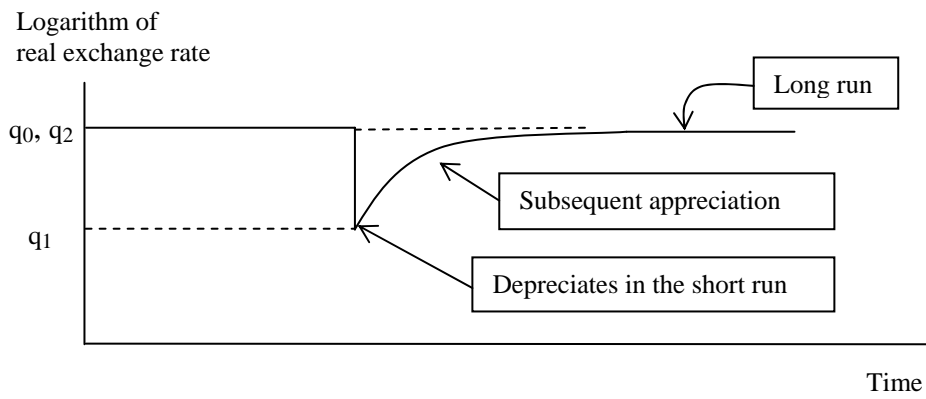 Logarithm of
real exchange rate
Long run
q₀, q₂
Subsequent appreciation
q₁
Depreciates in the short run
Time